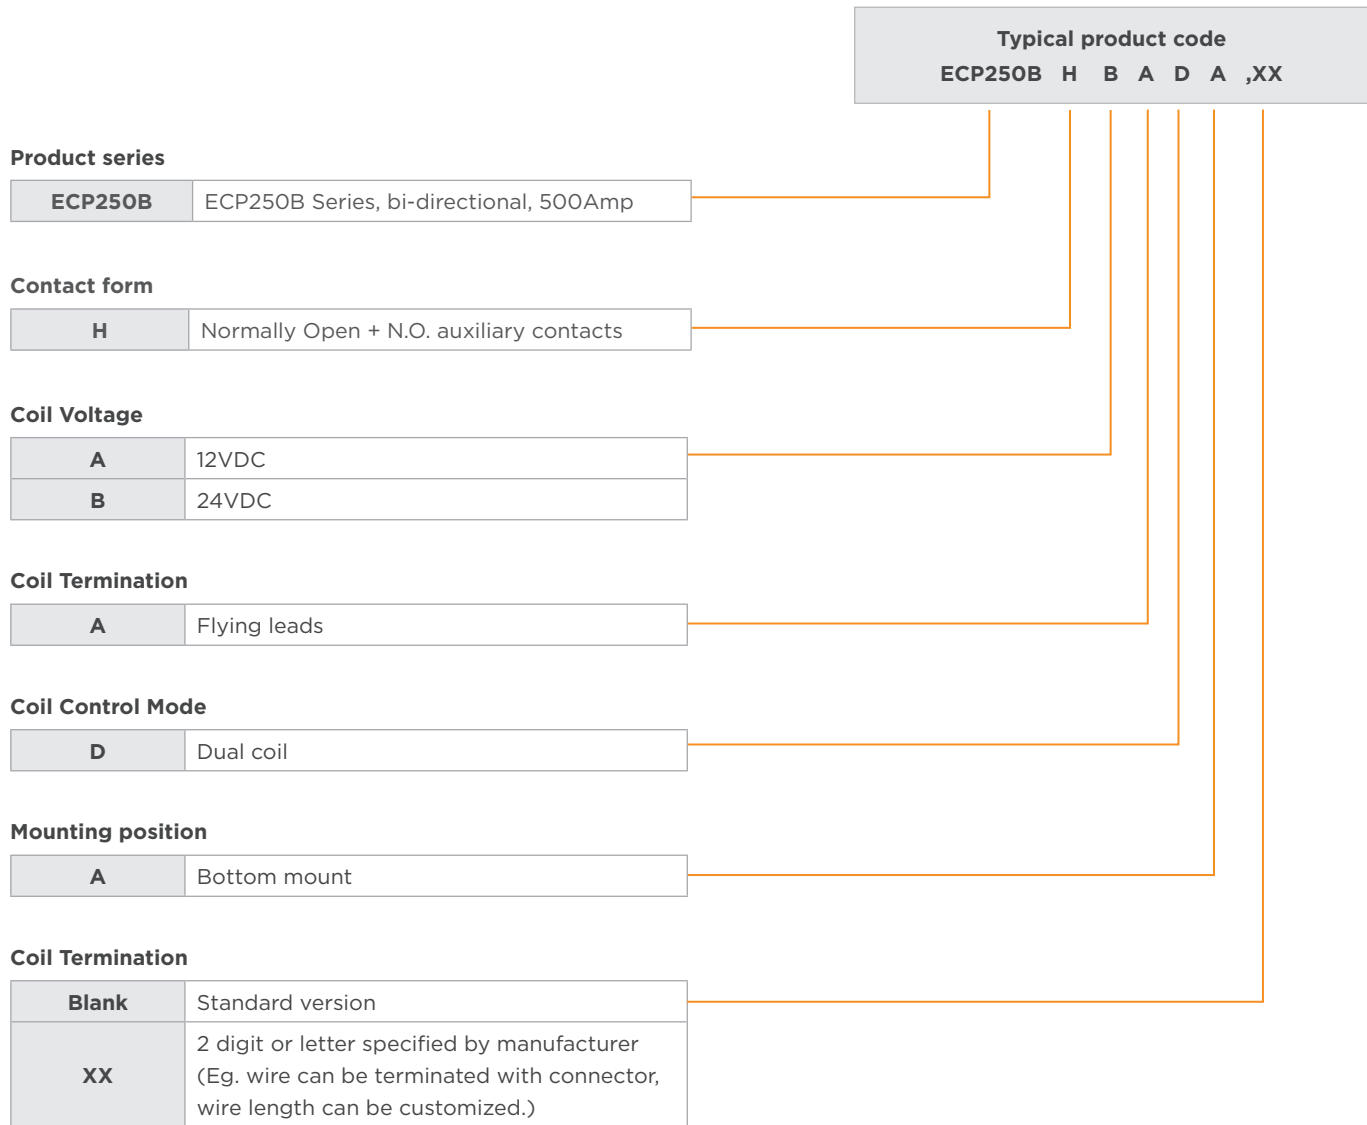 Typical product code
ECP250B H B A D A ,XX
Product series
ECP250B ECP250B Series, bi-directional, 500Amp
Contact form
H Normally Open + N.O. auxiliary contacts
Coil Voltage
A 12VDC
B 24VDC
Coil Termination
A Flying leads
Coil Control Mode
D Dual coil
Mounting position
A Bottom mount
Coil Termination
Blank Standard version
XX 2 digit or letter specified by manufacturer
(Eg. wire can be terminated with connector,
wire length can be customized.)